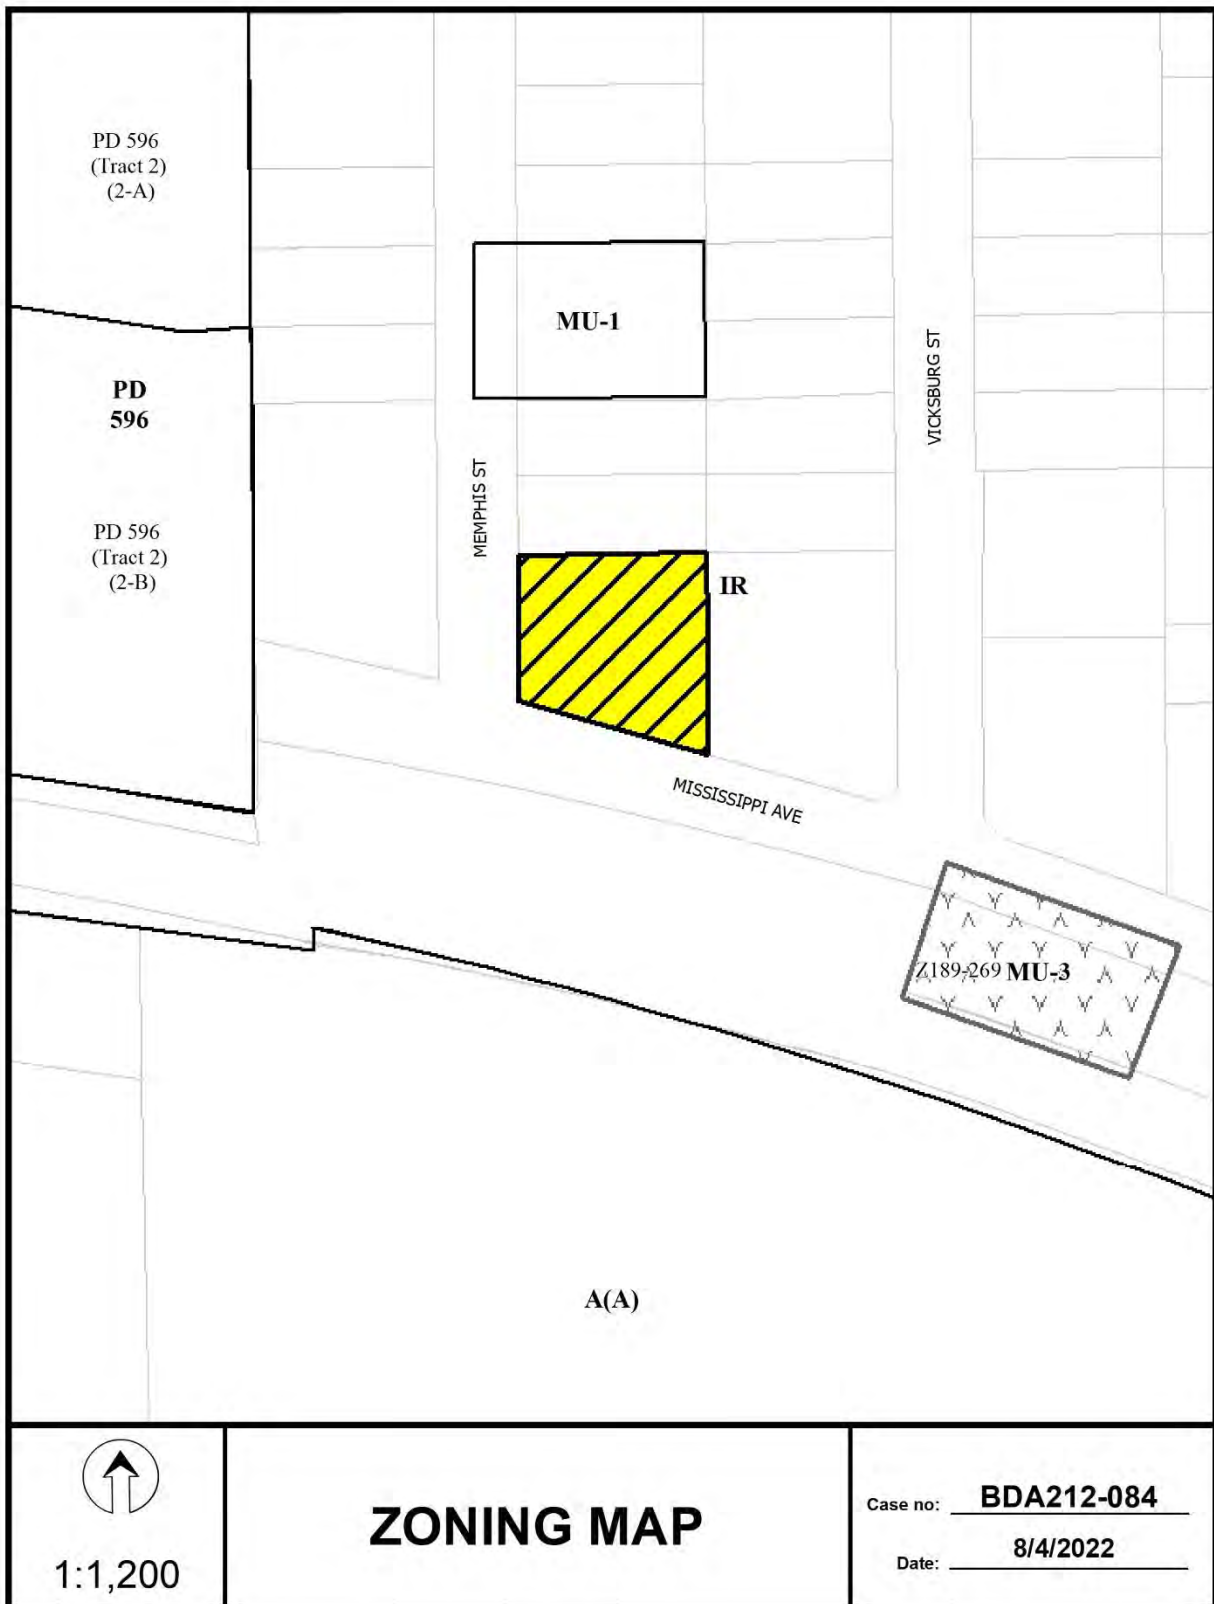 PD 596
(Tract 2)
(2-A)
MU-1
VICKSBURG ST
PD
596
MEMPHIS ST
PD 596
(Tract 2)
(2-B)
IR
MISSISSIPPI AVE
Z189-269 MU-3
A(A)
1:1,200
ZONING MAP
Case no: BDA212-084
Date: 8/4/2022